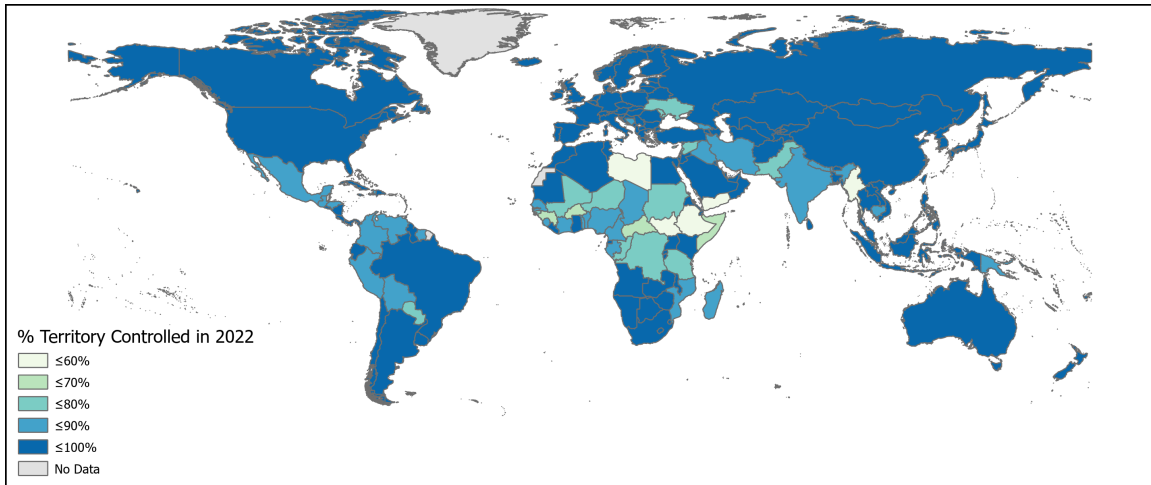 % Territory Controlled in 2022
≤60%
≤70%
≤80%
≤90%
≤100%
No Data